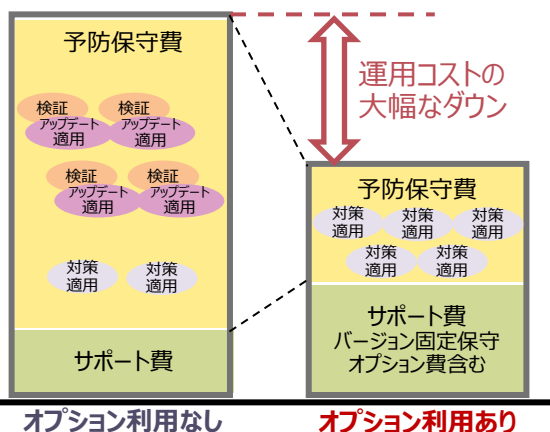 予防保守費
検証
検証
アップデート
適用
アップデート
適用
検証
検証
アップデート
適用
アップデート
適用
対策
適用
対策
適用
サポート費
オプション利用なし
運用コストの
大幅なダウン
予防保守費
対策
適用
対策
適用
対策
適用
対策
適用
対策
適用
サポート費
バージョン固定保守
オプション費含む
オプション利用あり